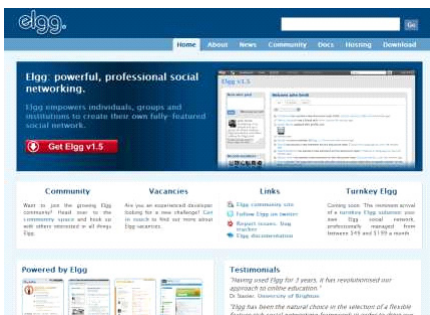 elgg.
Go
Home About News Community Docs Hosting Download
Elgg: powerful, professional social
networking.
Elgg empowers individuals, groups and
institutions to create their own fully-featured
social network.
Get Elgg v1.5
Elgg v1.5
Community
Want to join the growing Elgg
community? Head over to the
community space and hook up
with others interested in all things
Elgg.
Vacancies
Are you an experienced developer
looking for a new challenge? Get
in touch to find out more about
Elgg vacancies.
Links
Elgg community site
Follow Elgg on twitter
Report issues. Bug
tracker
Elgg documentation
Turnkey Elgg
Coming soon: The imminent arrival
of a turnkey Elgg solution: your
own Elgg social network,
professionally managed from
between $49 and $199 a month
Powered by Elgg
Testimonials
"Having used Elgg for 3 years, it has revolutionised our
approach to online education."
University of Brighton
"Elgg has been the natural choice in the selection of a flexible